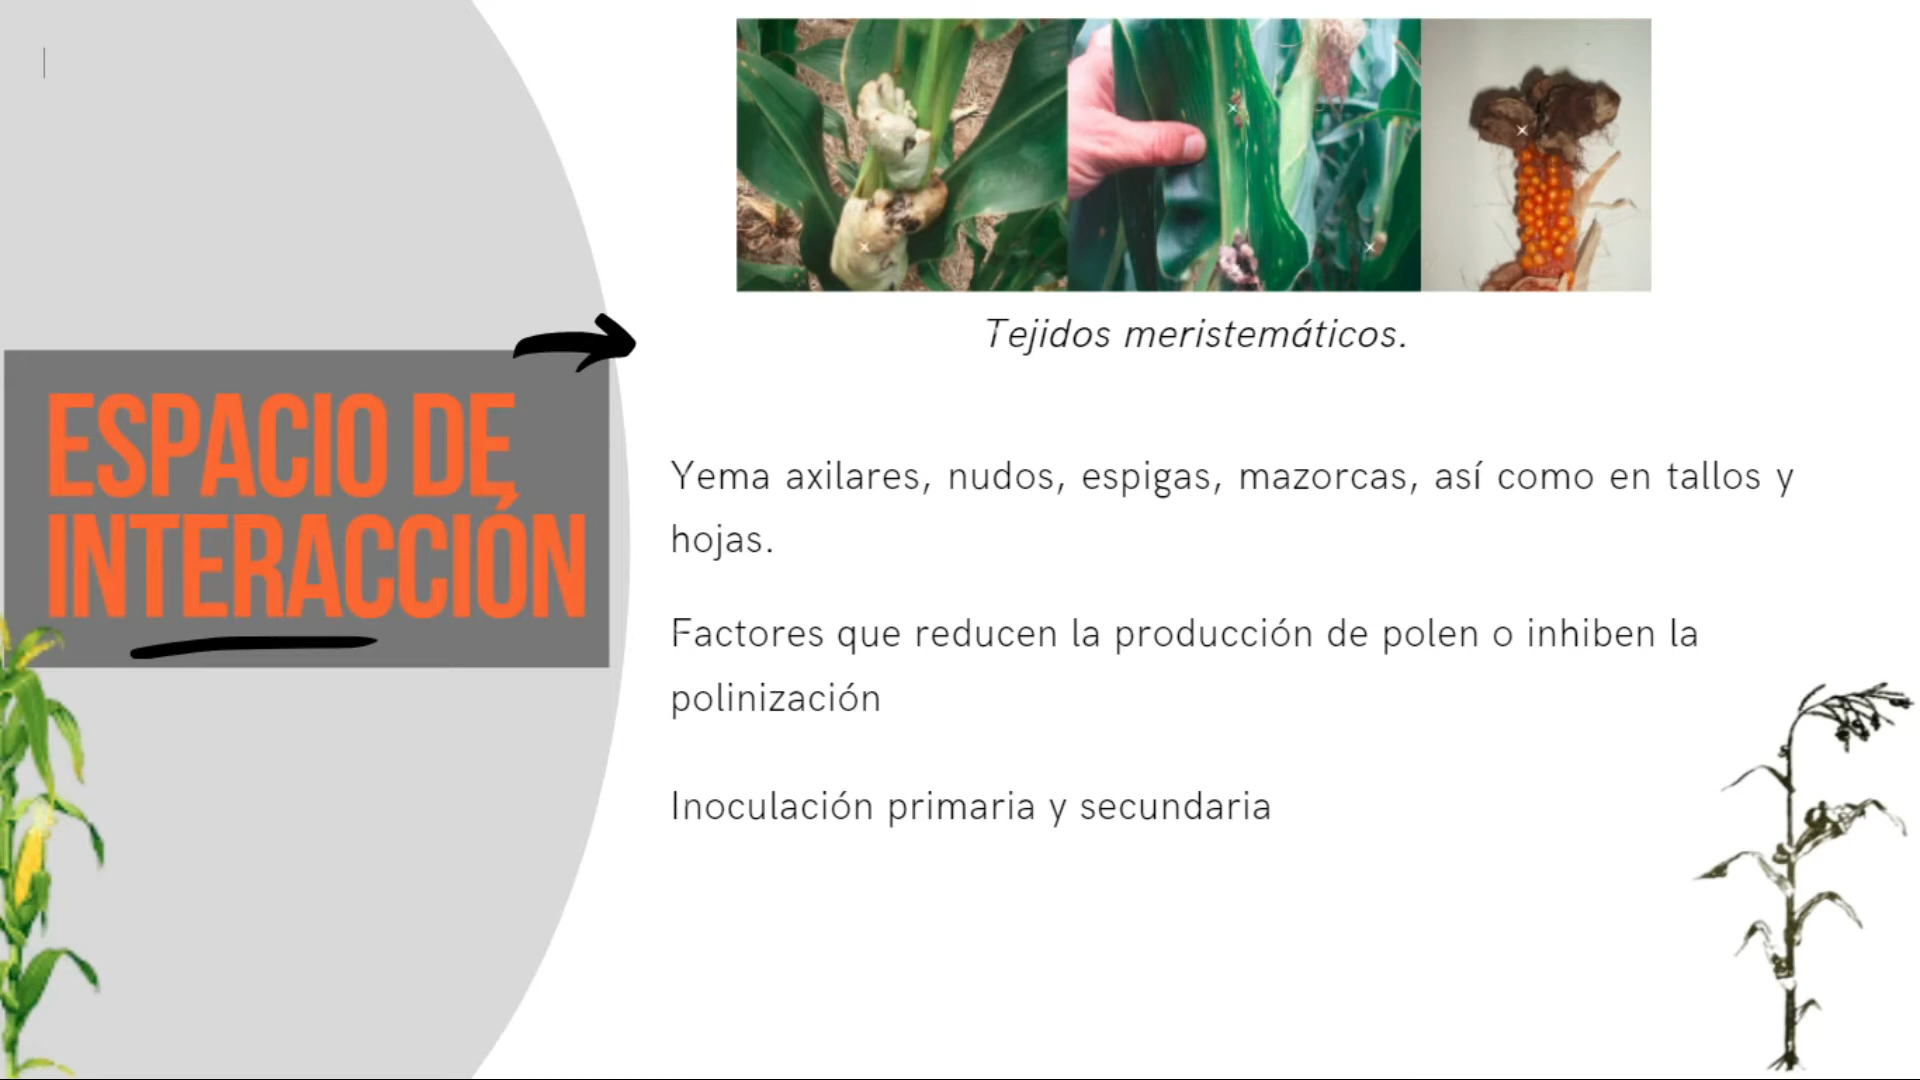 ESPACIO DE
INTERACCIÓN
Tejidos meristemáticos.
Yema axilares, nudos, espigas, mazorcas, así como en tallos y
hojas.
Factores que reducen la producción de polen o inhiben la
polinización
Inoculación primaria y secundaria